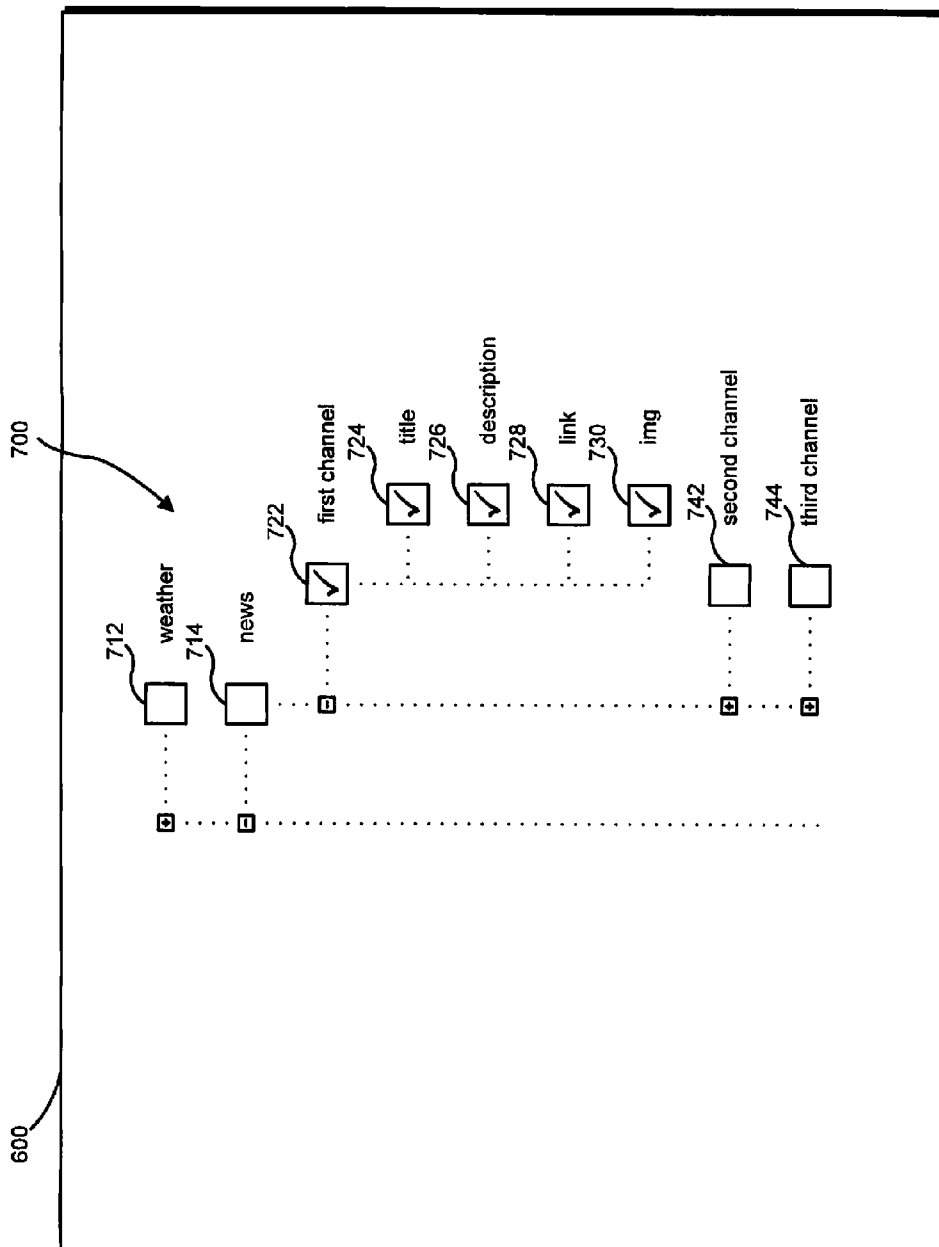 600
700
712
weather
714
news
722
first channel
724
title
726
description
728
link
730
img
742
second channel
744
third channel